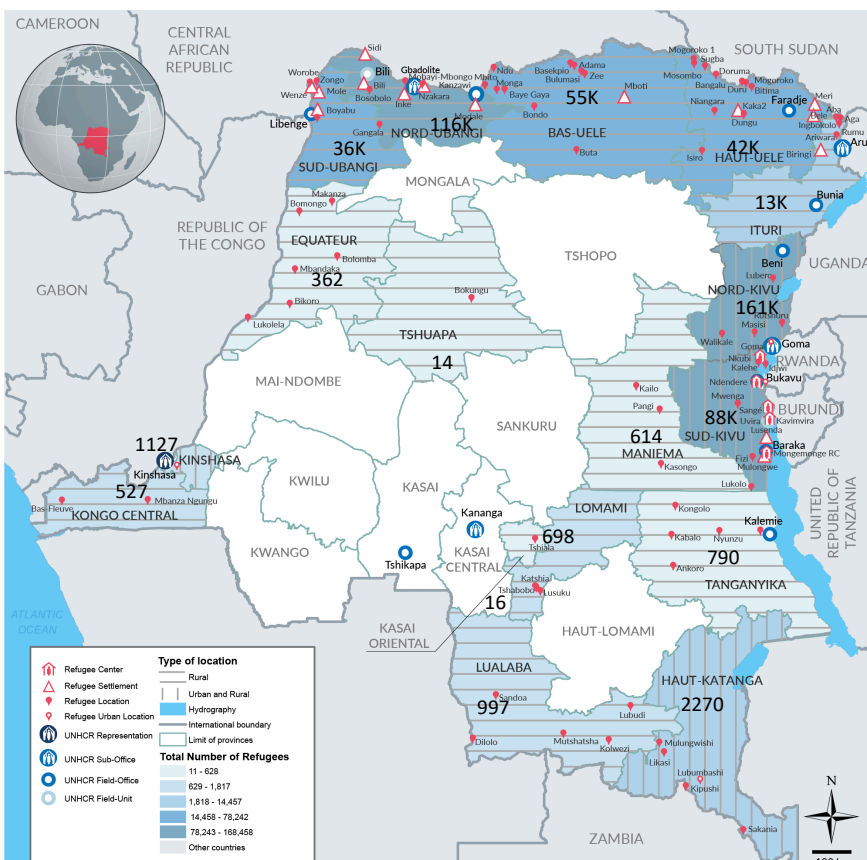 CAMEROON
CENTRAL
AFRICAN
REPUBLIC
SOUTH SUDAN
Sidi
Worobe
Zongo
Bili
Gbadolite
Mobayi-Mbongo
Mbito
Ndu
Basekpio
Adama
Bulumasi
Zee
Mogoroko 1
Sugba
Mosombo
Doruma
Bangalu
Duru
Mogoroko
Bitima
Wenze
Mole
Bili
Bosobolo
Inke
Nzakara
Kanzawi
Monga
Baye Gaya
55K
Mboti
Niangara
Kaka2
Faradje
Meri
Libenge
Boyabu
Modale
Bondo
Dungu
Bele
Aba
Aga
Gangala
116K
NORD-UBANGI
BAS-UELE
Ingbokolo
Rumu
36K
SUD-UBANGI
Buta
Isiro
42K
HAUT-UELE
Ariwara
Biringi
Aru
MONGALA
Makanza
Bomongo
13K
Bunia
ITURI
REPUBLIC OF
THE CONGO
EQUATEUR
TSHOPO
Beni
UGANDA
GABON
Bolomba
Mbandaka
362
Lubero
NORD-KIVU
Bokungu
161K
Bikoro
Rutshuru
Lukolela
TSHUAPA
Masisi
Walikale
Goma
Goma
14
Nkubi
Kalehe
Idjwi
RWANDA
MAI-NDOMBE
Ndendere
Bukavu
Kailo
SANKURU
Mwenga
Sange
BURUNDI
Pangi
88K
Uvira
Kavimvira
1127
614
SUD-KIVU
Lusenda
KINSHASA
MANIEMA
Baraka
Kinshasa
Fizi
Mongemonge RC
Kasongo
Mulongwe
KWILU
KASAI
527
Lukolo
Bas-Fleuve
Mbanza Ngungu
KONGO CENTRAL
Kananga
LOMAMI
Kongolo
UNITED
REPUBLIC OF
TANZANIA
Kalemie
KWANGO
698
Kabalo
Nyunzu
KASAI
CENTRAL
Tshiala
790
Tshikapa
Ankoro
Katshia
Tshabobo
Lusuku
TANGANYIKA
16
ATLANTIC
OCEAN
KASAI
ORIENTAL
HAUT-LOMAMI
LUALABA
HAUT-KATANGA
Sandoa
997
2270
Lubudi
Dilolo
Mutshatsha
Kolwezi
Mulungwishi
Likasi
Lubumbashi
Kipushi
Sakania
ZAMBIA
N
Refugee Center
Refugee Settlement
Refugee Location
Refugee Urban Location
UNHCR Representation
UNHCR Sub-Office
UNHCR Field-Office
UNHCR Field-Unit
Type of location
Rural
Urban and Rural
Hydrography
International boundary
Limit of provinces
Total Number of Refugees
11 - 628
629 - 1,817
1,818 - 14,457
14,458 - 78,242
78,243 - 168,458
Other countries